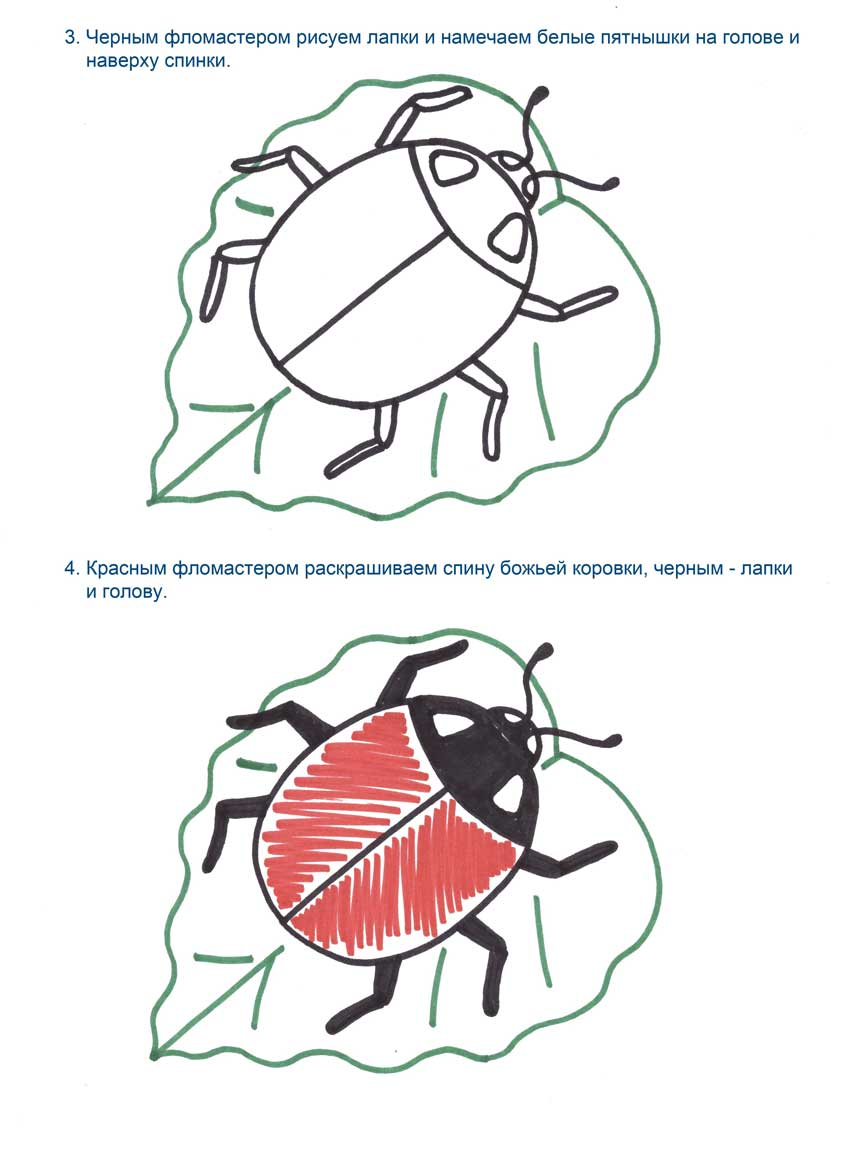 3. Черным фломастером рисуем лапки и намечаем белые пятнышки на голове и
наверху спинки.
4. Красным фломастером раскрашиваем спину божьей коровки, черным - лапки
и голову.